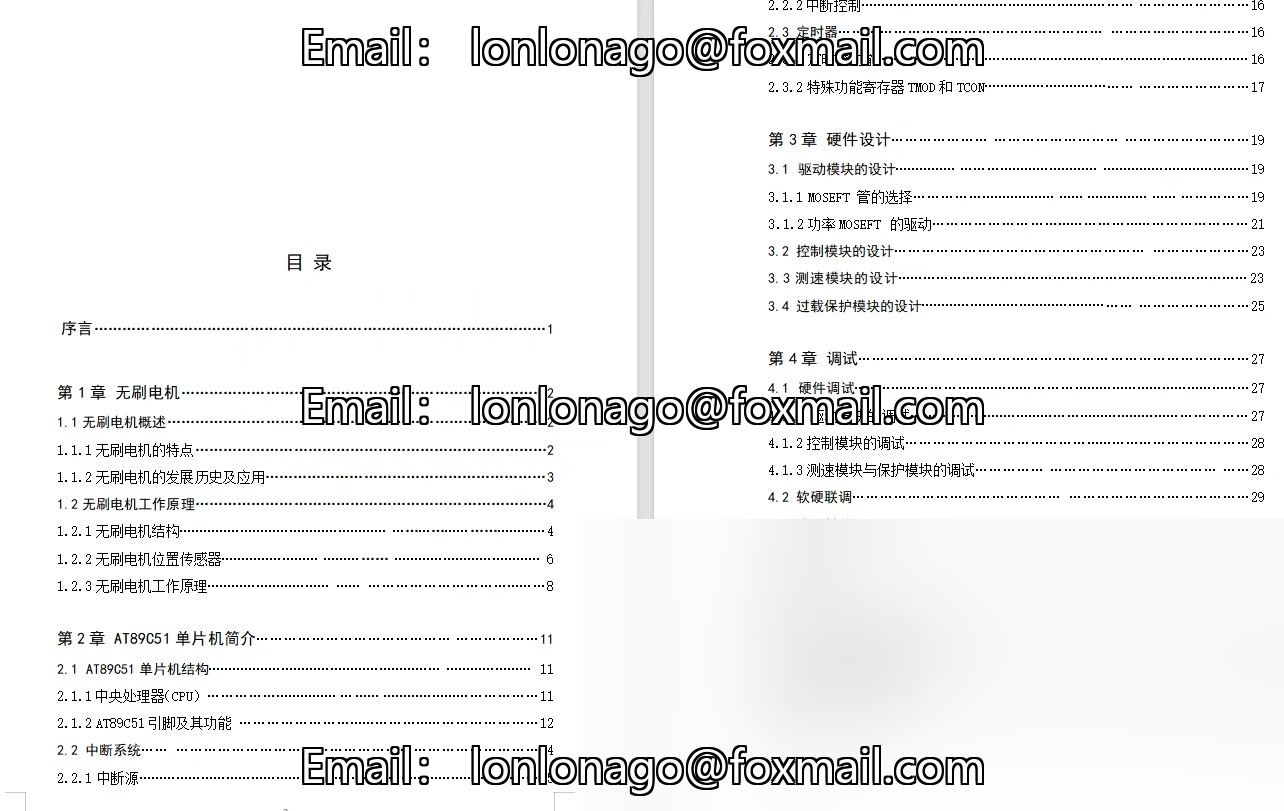 目 录
序言……1
第 1 章 无刷电机……2
1.1 无刷电机概述……2
1.1.1 无刷电机的特点……2
1.1.2 无刷电机的发展历史及应用……3
1.2 无刷电机工作原理……4
1.2.1 无刷电机结构……4
1.2.2 无刷电机位置传感器……6
1.2.3 无刷电机工作原理……8
第 2 章 AT89C51 单片机简介……11
2.1 AT89C51 单片机结构……11
2.1.1 中央处理器(CPU)……11
2.1.2 AT89C51 引脚及其功能……12
2.2 中断系统……4
2.2.1 中断源……
2.2.2 中断控制……16
2.3 定时器……16
……16
2.3.2 特殊功能寄存器 TMOD 和 TCON……17
第 3 章 硬件设计……19
3.1 驱动模块的设计……19
3.1.1 MOSEFT 管的选择……19
3.1.2 功率 MOSEFT 的驱动……21
3.2 控制模块的设计……23
3.3 测速模块的设计……23
3.4 过载保护模块的设计……25
第 4 章 调试……27
4.1 硬件调试……27
调试……27
4.1.2 控制模块的调试……28
4.1.3 测速模块与保护模块的调试……28
4.2 软硬联调……29
Email： lonlonago@foxmail.com
Email： lonlonago@foxmail.com
Email： lonlonago@foxmail.com